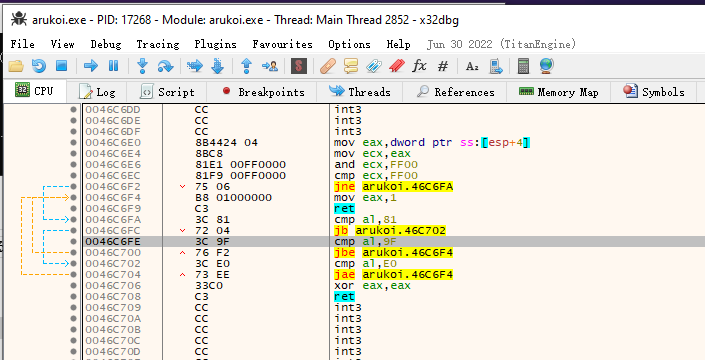 arukoi.exe - PID: 17268 - Module: arukoi.exe - Thread: Main Thread 2852 - x32dbg
File View Debug Tracing Plugins Favourites Options Help Jun 30 2022 (TitanEngine)
S fx # A₂
CPU Log Script Breakpoints Threads References Memory Map Symbols
0046C6DD CC int3
0046C6DE CC int3
0046C6DF CC int3
0046C6E0 8B4424 04 mov eax,dword ptr ss:[esp+4]
0046C6E4 8BC8 mov ecx,eax
0046C6E6 81E1 00FF0000 and ecx,FF00
0046C6EC 81F9 00FF0000 cmp ecx,FF00
0046C6F2 75 06 jne arukoi.46C6FA
0046C6F4 B8 01000000 mov eax,1
0046C6F9 C3 ret
0046C6FA 3C 81 cmp al,81
0046C6FC 72 04 jb arukoi.46C702
0046C6FE 3C 9F cmp al,9F
0046C700 76 F2 jbe arukoi.46C6F4
0046C702 3C E0 cmp al,E0
0046C704 73 EE jae arukoi.46C6F4
0046C706 33C0 xor eax,eax
0046C708 C3 ret
0046C709 CC int3
0046C70A CC int3
0046C70B CC int3
0046C70C CC int3
0046C70D CC int3
0046C70E CC int3